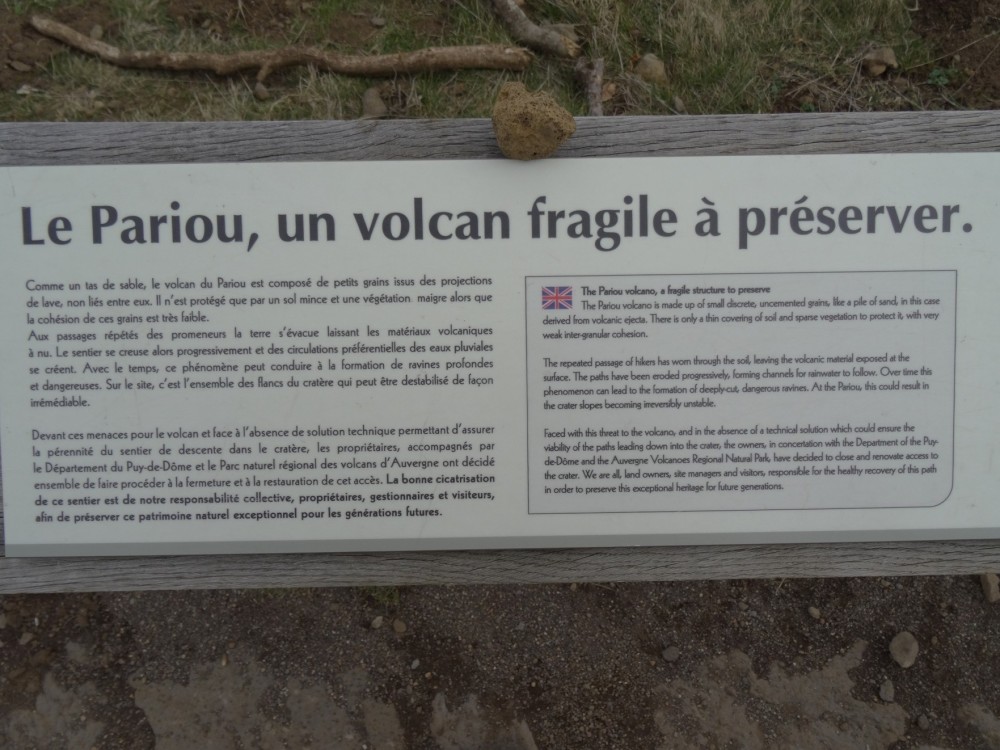 Le Pariou, un volcan fragile à préserver.
Comme un tas de sable, le volcan du Pariou est composé de petits grains issus des projections
de lave, non liés entre eux. Il n'est protégé que par un sol mince et une végétation maigre alors que
la cohésion de ces grains est très faible.
Aux passages répétés des promeneurs la terre s'évacue laissant les matériaux volcaniques
à nu. Le sentier se creuse alors progressivement et des circulations préférentielles des eaux pluviales
se créent. Avec le temps, ce phénomène peut conduire à la formation de ravines profondes
et dangereuses. Sur le site, c'est l'ensemble des flancs du cratère qui peut être destabilisé de façon
irrémédiable.
Devant ces menaces pour le volcan et face à l'absence de solution technique permettant d'assurer
la pérennité du sentier de descente dans le cratère, les propriétaires, accompagnés par
le Département du Puy-de-Dôme et le Parc naturel régional des volcans d'Auvergne ont décidé
ensemble de faire procéder à la fermeture et à la restauration de cet accès. La bonne cicatrisation
de ce sentier est de notre responsabilité collective, propriétaires, gestionnaires et visiteurs,
afin de préserver ce patrimoine naturel exceptionnel pour les générations futures.
The Pariou volcano, a fragile structure to preserve
The Pariou volcano is made up of small discrete, uncemented grains, like a pile of sand, in this case
derived from volcanic ejecta. There is only a thin covering of soil and sparse vegetation to protect it, with very
weak inter-granular cohesion.
The repeated passage of hikers has worn through the soil, leaving the volcanic material exposed at the
surface. The paths have been eroded progressively, forming channels for rainwater to follow. Over time this
phenomenon can lead to the formation of deeply-cut, dangerous ravines. At the Pariou, this could result in
the crater slopes becoming irreversibly unstable.
Faced with this threat to the volcano, and in the absence of a technical solution which could ensure the
viability of the paths leading down into the crater, the owners, in concertation with the Department of the Puy-
de-Dôme and the Auvergne Volcanoes Regional Natural Park, have decided to close and renovate access to
the crater. We are all, land owners, site managers and visitors, responsible for the healthy recovery of this path
in order to preserve this exceptional heritage for future generations.